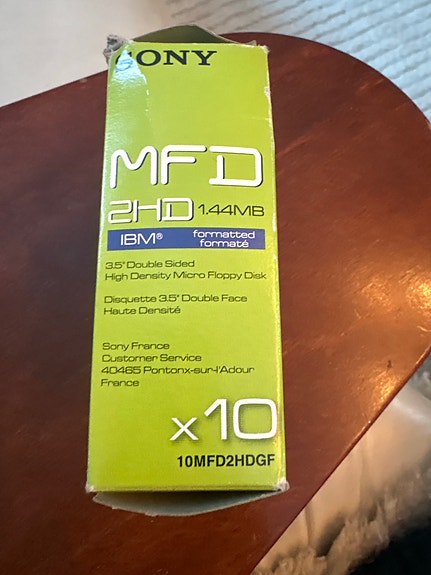 SONY
MFD
2HD 1.44MB
IBM® formatted
formaté
3.5" Double Sided
High Density Micro Floppy Disk
Disquette 3.5" Double Face
Haute Densité
Sony France
Customer Service
40465 Pontonx-sur-l'Adour
France
x10
10MFD2HDGF